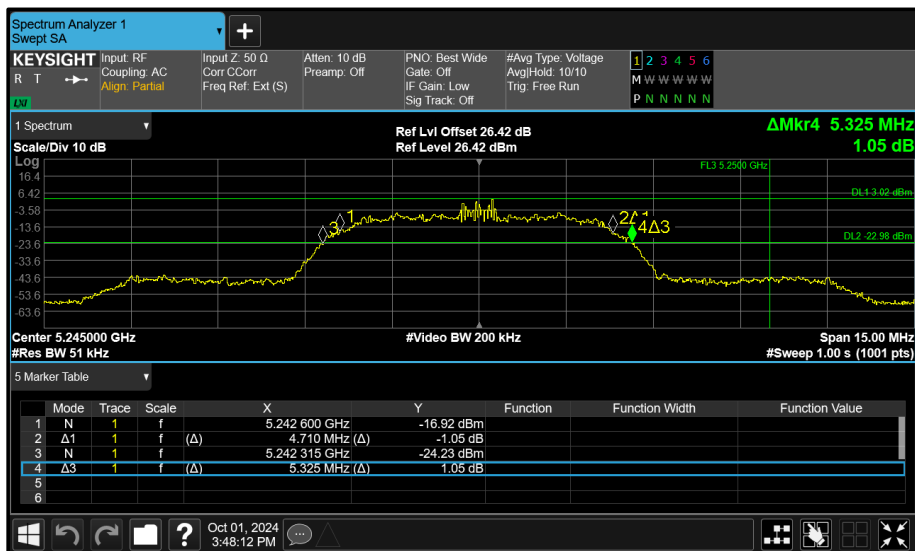 Spectrum Analyzer 1
Swept SA
+
KEYSIGHT
R T
LXI
Input: RF
Coupling: AC
Align: Partial
Input Z: 50 Ω
Corr CCorr
Freq Ref: Ext (S)
Atten: 10 dB
Preamp: Off
PNO: Best Wide
Gate: Off
IF Gain: Low
Sig Track: Off
#Avg Type: Voltage
Avg|Hold: 10/10
Trig: Free Run
1 2 3 4 5 6
M W W W W W
P N N N N N
1 Spectrum
Scale/Div 10 dB
Ref Lvl Offset 26.42 dB
Ref Level 26.42 dBm
ΔMkr4 5.325 MHz
1.05 dB
Log
16.4
6.42
-3.58
-13.6
-23.6
-33.6
-43.6
-53.6
-63.6
FL3 5.2500 GHz
DL1 3.02 dBm
DL2 -22.98 dBm
1
3
2Δ1
4Δ3
Center 5.245000 GHz
#Res BW 51 kHz
#Video BW 200 kHz
Span 15.00 MHz
#Sweep 1.00 s (1001 pts)
5 Marker Table
Mode Trace Scale X Y Function Function Width Function Value
1 N 1 f 5.242 600 GHz -16.92 dBm
2 Δ1 1 f (Δ) 4.710 MHz (Δ) -1.05 dB
3 N 1 f 5.242 315 GHz -24.23 dBm
4 Δ3 1 f (Δ) 5.325 MHz (Δ) 1.05 dB
5
6
?
Oct 01, 2024
3:48:12 PM